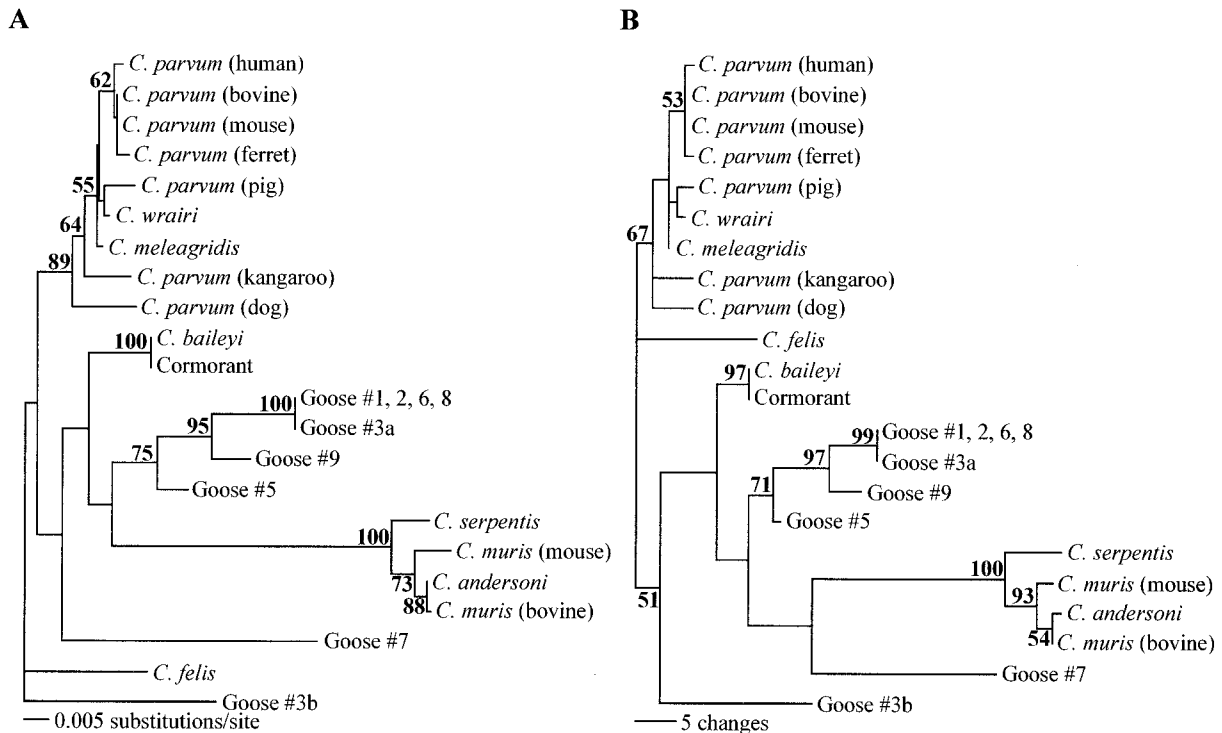 A
62
C. parvum (human)
C. parvum (bovine)
C. parvum (mouse)
C. parvum (ferret)
55
C. parvum (pig)
C. wrairi
64
C. meleagridis
89
C. parvum (kangaroo)
C. parvum (dog)
100
C. baileyi
Cormorant
100
Goose #1, 2, 6, 8
Goose #3a
95
75
Goose #9
Goose #5
100
C. serpentis
C. muris (mouse)
73
C. andersoni
88
C. muris (bovine)
Goose #7
C. felis
Goose #3b
0.005 substitutions/site
B
53
C. parvum (human)
C. parvum (bovine)
C. parvum (mouse)
C. parvum (ferret)
C. parvum (pig)
C. wrairi
67
C. meleagridis
C. parvum (kangaroo)
C. parvum (dog)
C. felis
97
C. baileyi
Cormorant
99
Goose #1, 2, 6, 8
Goose #3a
97
71
Goose #9
Goose #5
100
C. serpentis
93
C. muris (mouse)
C. andersoni
54
C. muris (bovine)
51
Goose #7
Goose #3b
5 changes